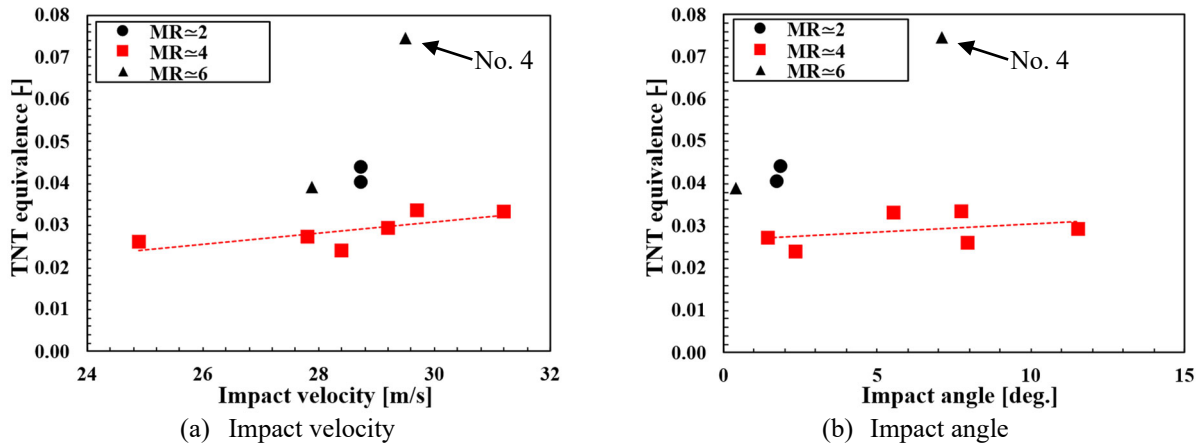 0.08
0.07
0.06
0.05
0.04
0.03
0.02
0.01
0.00
TNT equivalence [-]
MR≃2
MR≃4
MR≃6
No. 4
24
26
28
30
32
Impact velocity [m/s]
(a) Impact velocity
0.08
0.07
0.06
0.05
0.04
0.03
0.02
0.01
0.00
TNT equivalence [-]
MR≃2
MR≃4
MR≃6
No. 4
0
5
10
15
Impact angle [deg.]
(b) Impact angle